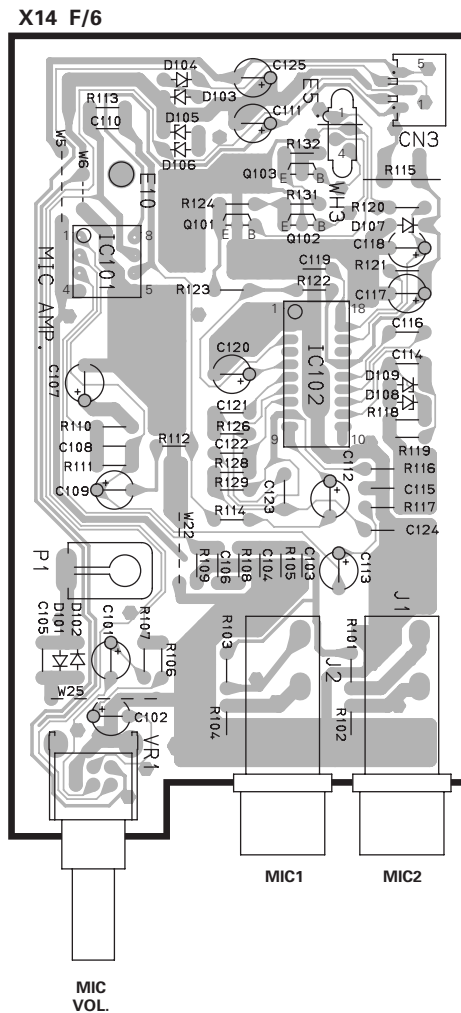 X14 F/6
D104
C125
5
R113
D103
E5
C110
C111
1
1
D105
CN3
W5
W6
D106
R132
4
R115
Q103
E
B
E10
WH3
R124
R131
R120
Q101
D107
E
B
E
B
Q102
C118
1
8
MIC AMP.
IC101
C119
R121
4
5
R123
R122
C117
1
18
C116
IC102
C120
C114
C107
D109
D108
C121
R118
R110
R126
C108
R112
C122
9
10
R119
R111
R128
C112
R116
C109
R129
C123
C115
W22
R114
R117
C124
P1
R109
C106
R108
C104
R105
C103
C113
C105
D101
D102
C101
R107
R106
R103
R101
J1
J2
W25
C102
R104
R102
VR1
MIC1
MIC2
MIC
VOL.